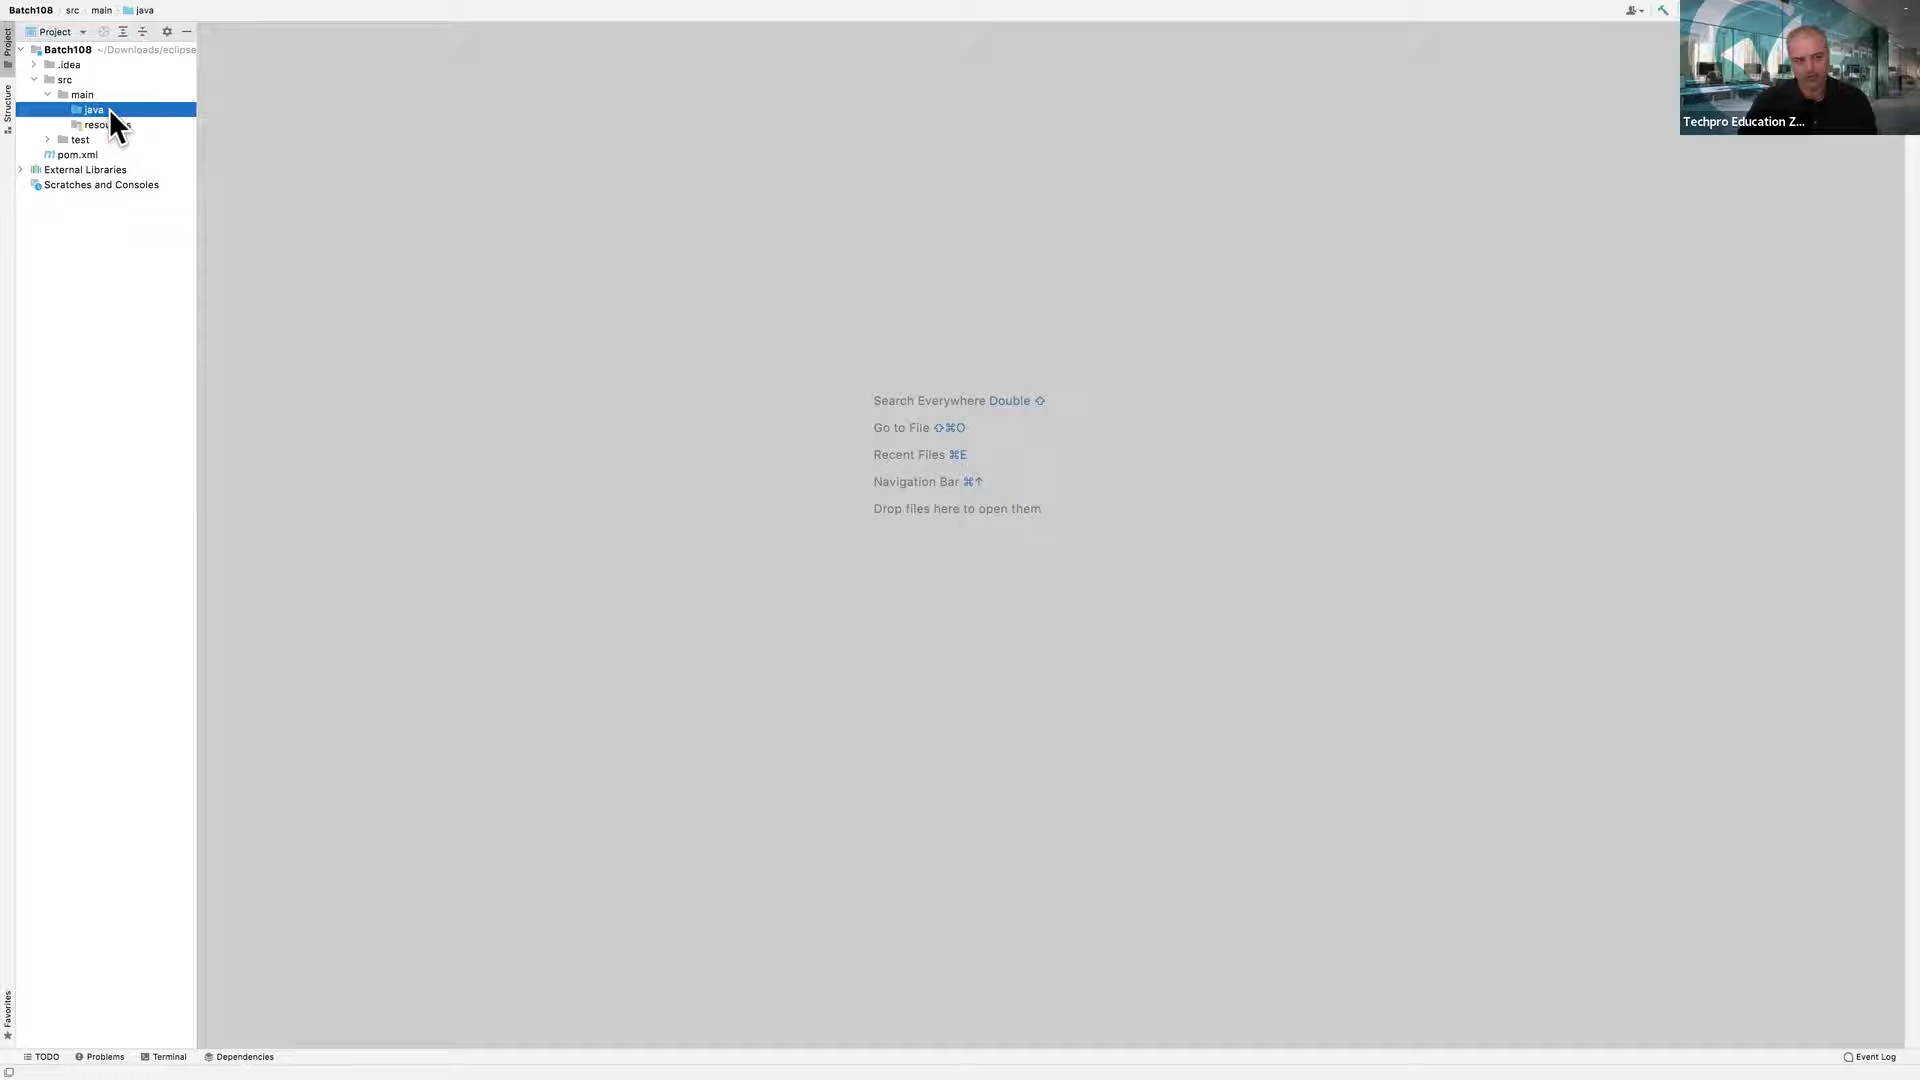 Batch108 src main java
Project
Batch108 ~/Downloads/eclipse
.idea
src
main
java
test
pom.xml
External Libraries
Scratches and Consoles
Project
Structure
Favorites
Search Everywhere Double ⇧
Go to File ⇧⌘O
Recent Files ⌘E
Navigation Bar ⌘↑
Drop files here to open them
Techpro Education Z...
TODO Problems Terminal Dependencies
Event Log